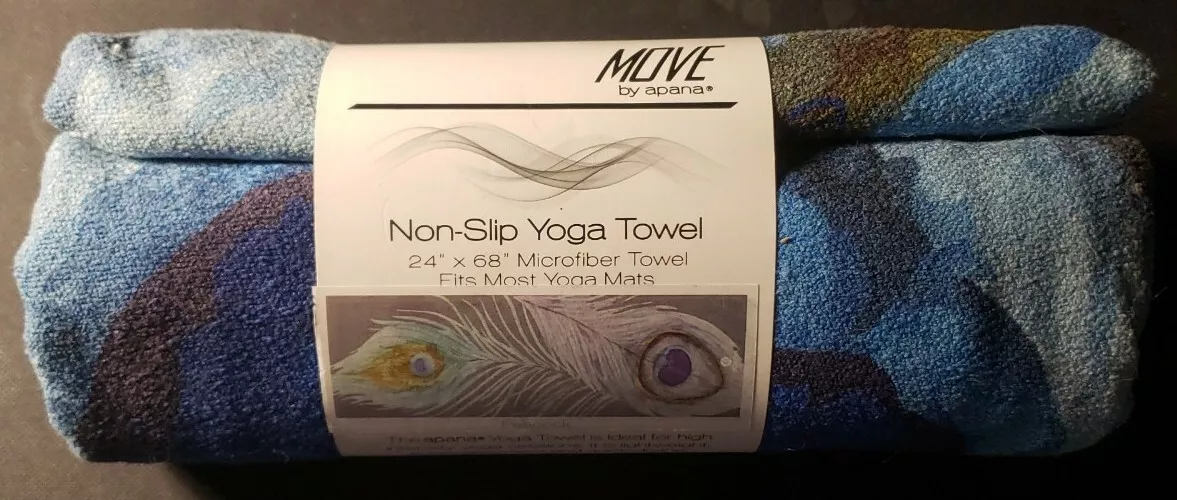 MOVE
by apana®
Non-Slip Yoga Towel
24" x 68" Microfiber Towel
Fits Most Yoga Mats
Peacock
The apana® Yoga Towel is ideal for high